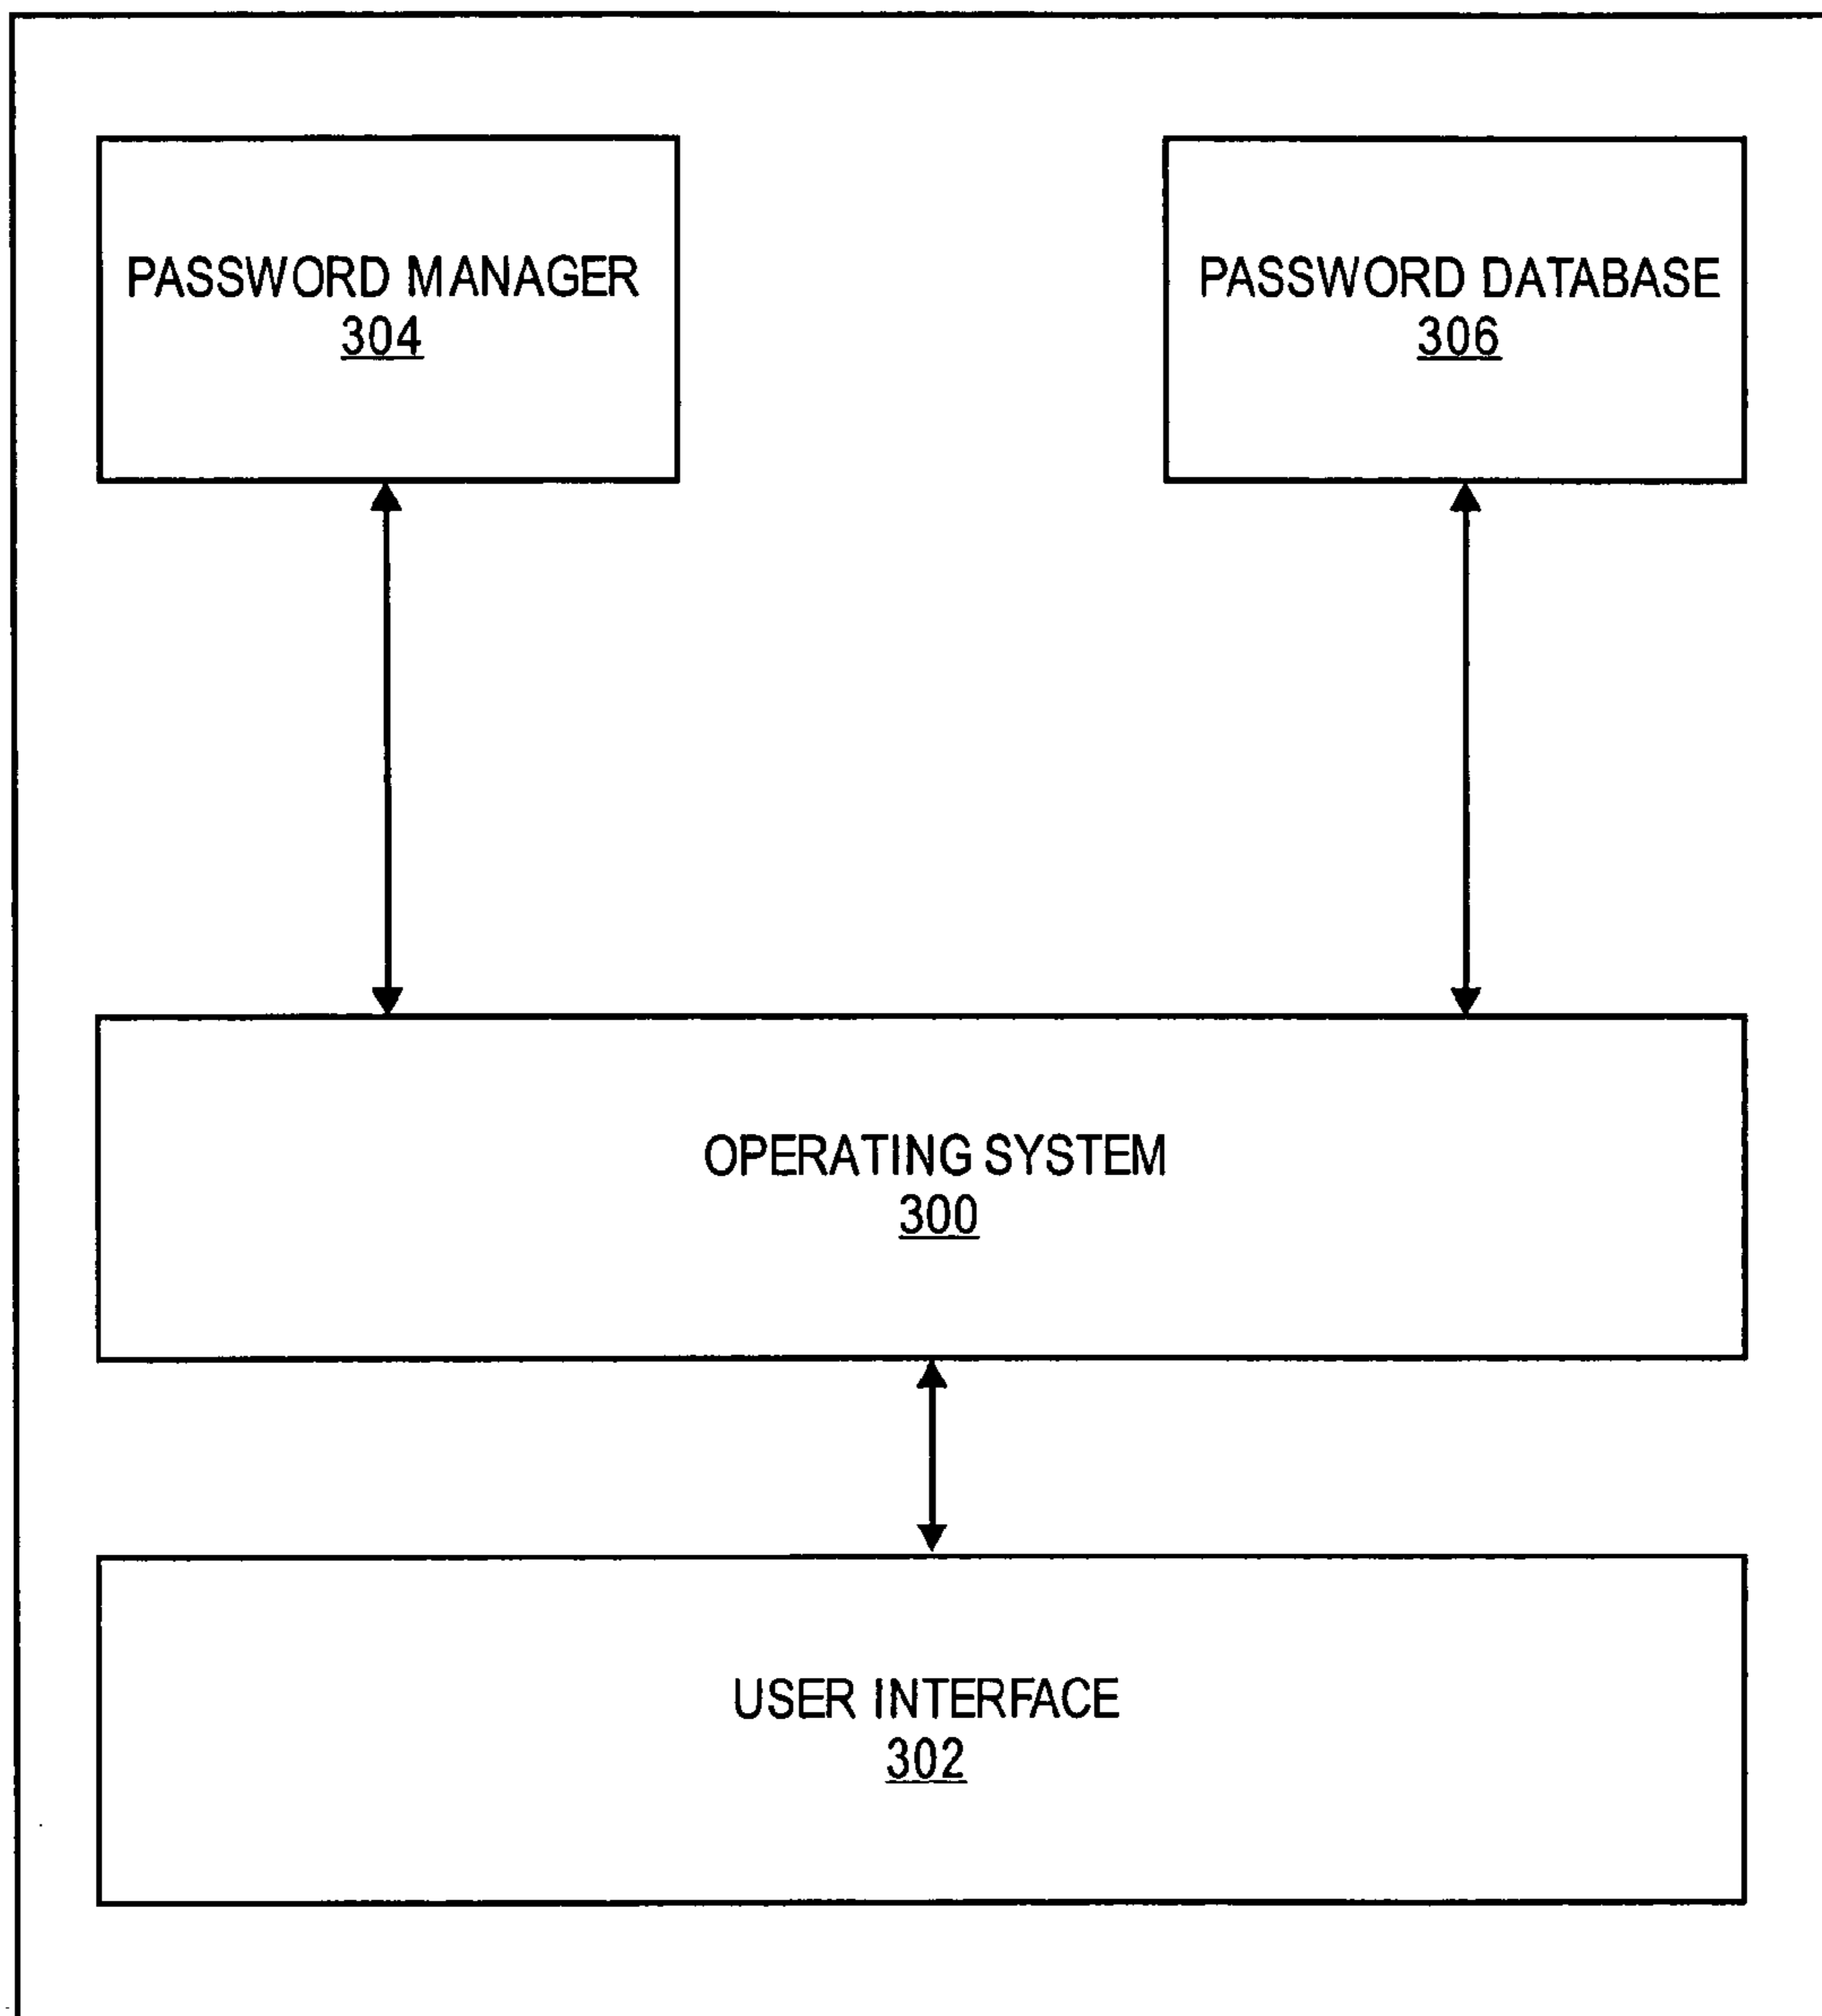 PASSWORD MANAGER
304
PASSWORD DATABASE
306
OPERATING SYSTEM
300
USER INTERFACE
302